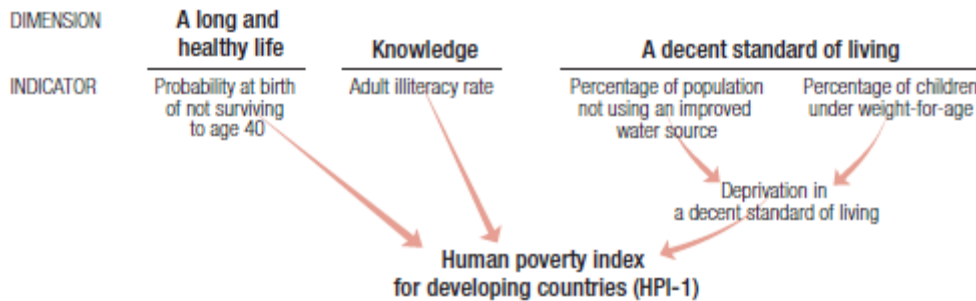 DIMENSION
A long and
healthy life
Knowledge
A decent standard of living
INDICATOR
Probability at birth
of not surviving
to age 40
Adult illiteracy rate
Percentage of population
not using an improved
water source
Percentage of children
under weight-for-age
Deprivation in
a decent standard of living
Human poverty index
for developing countries (HPI-1)